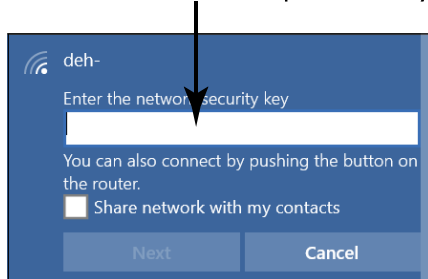 deh-
Enter the network security key
You can also connect by pushing the button on
the router.
Share network with my contacts
Next Cancel